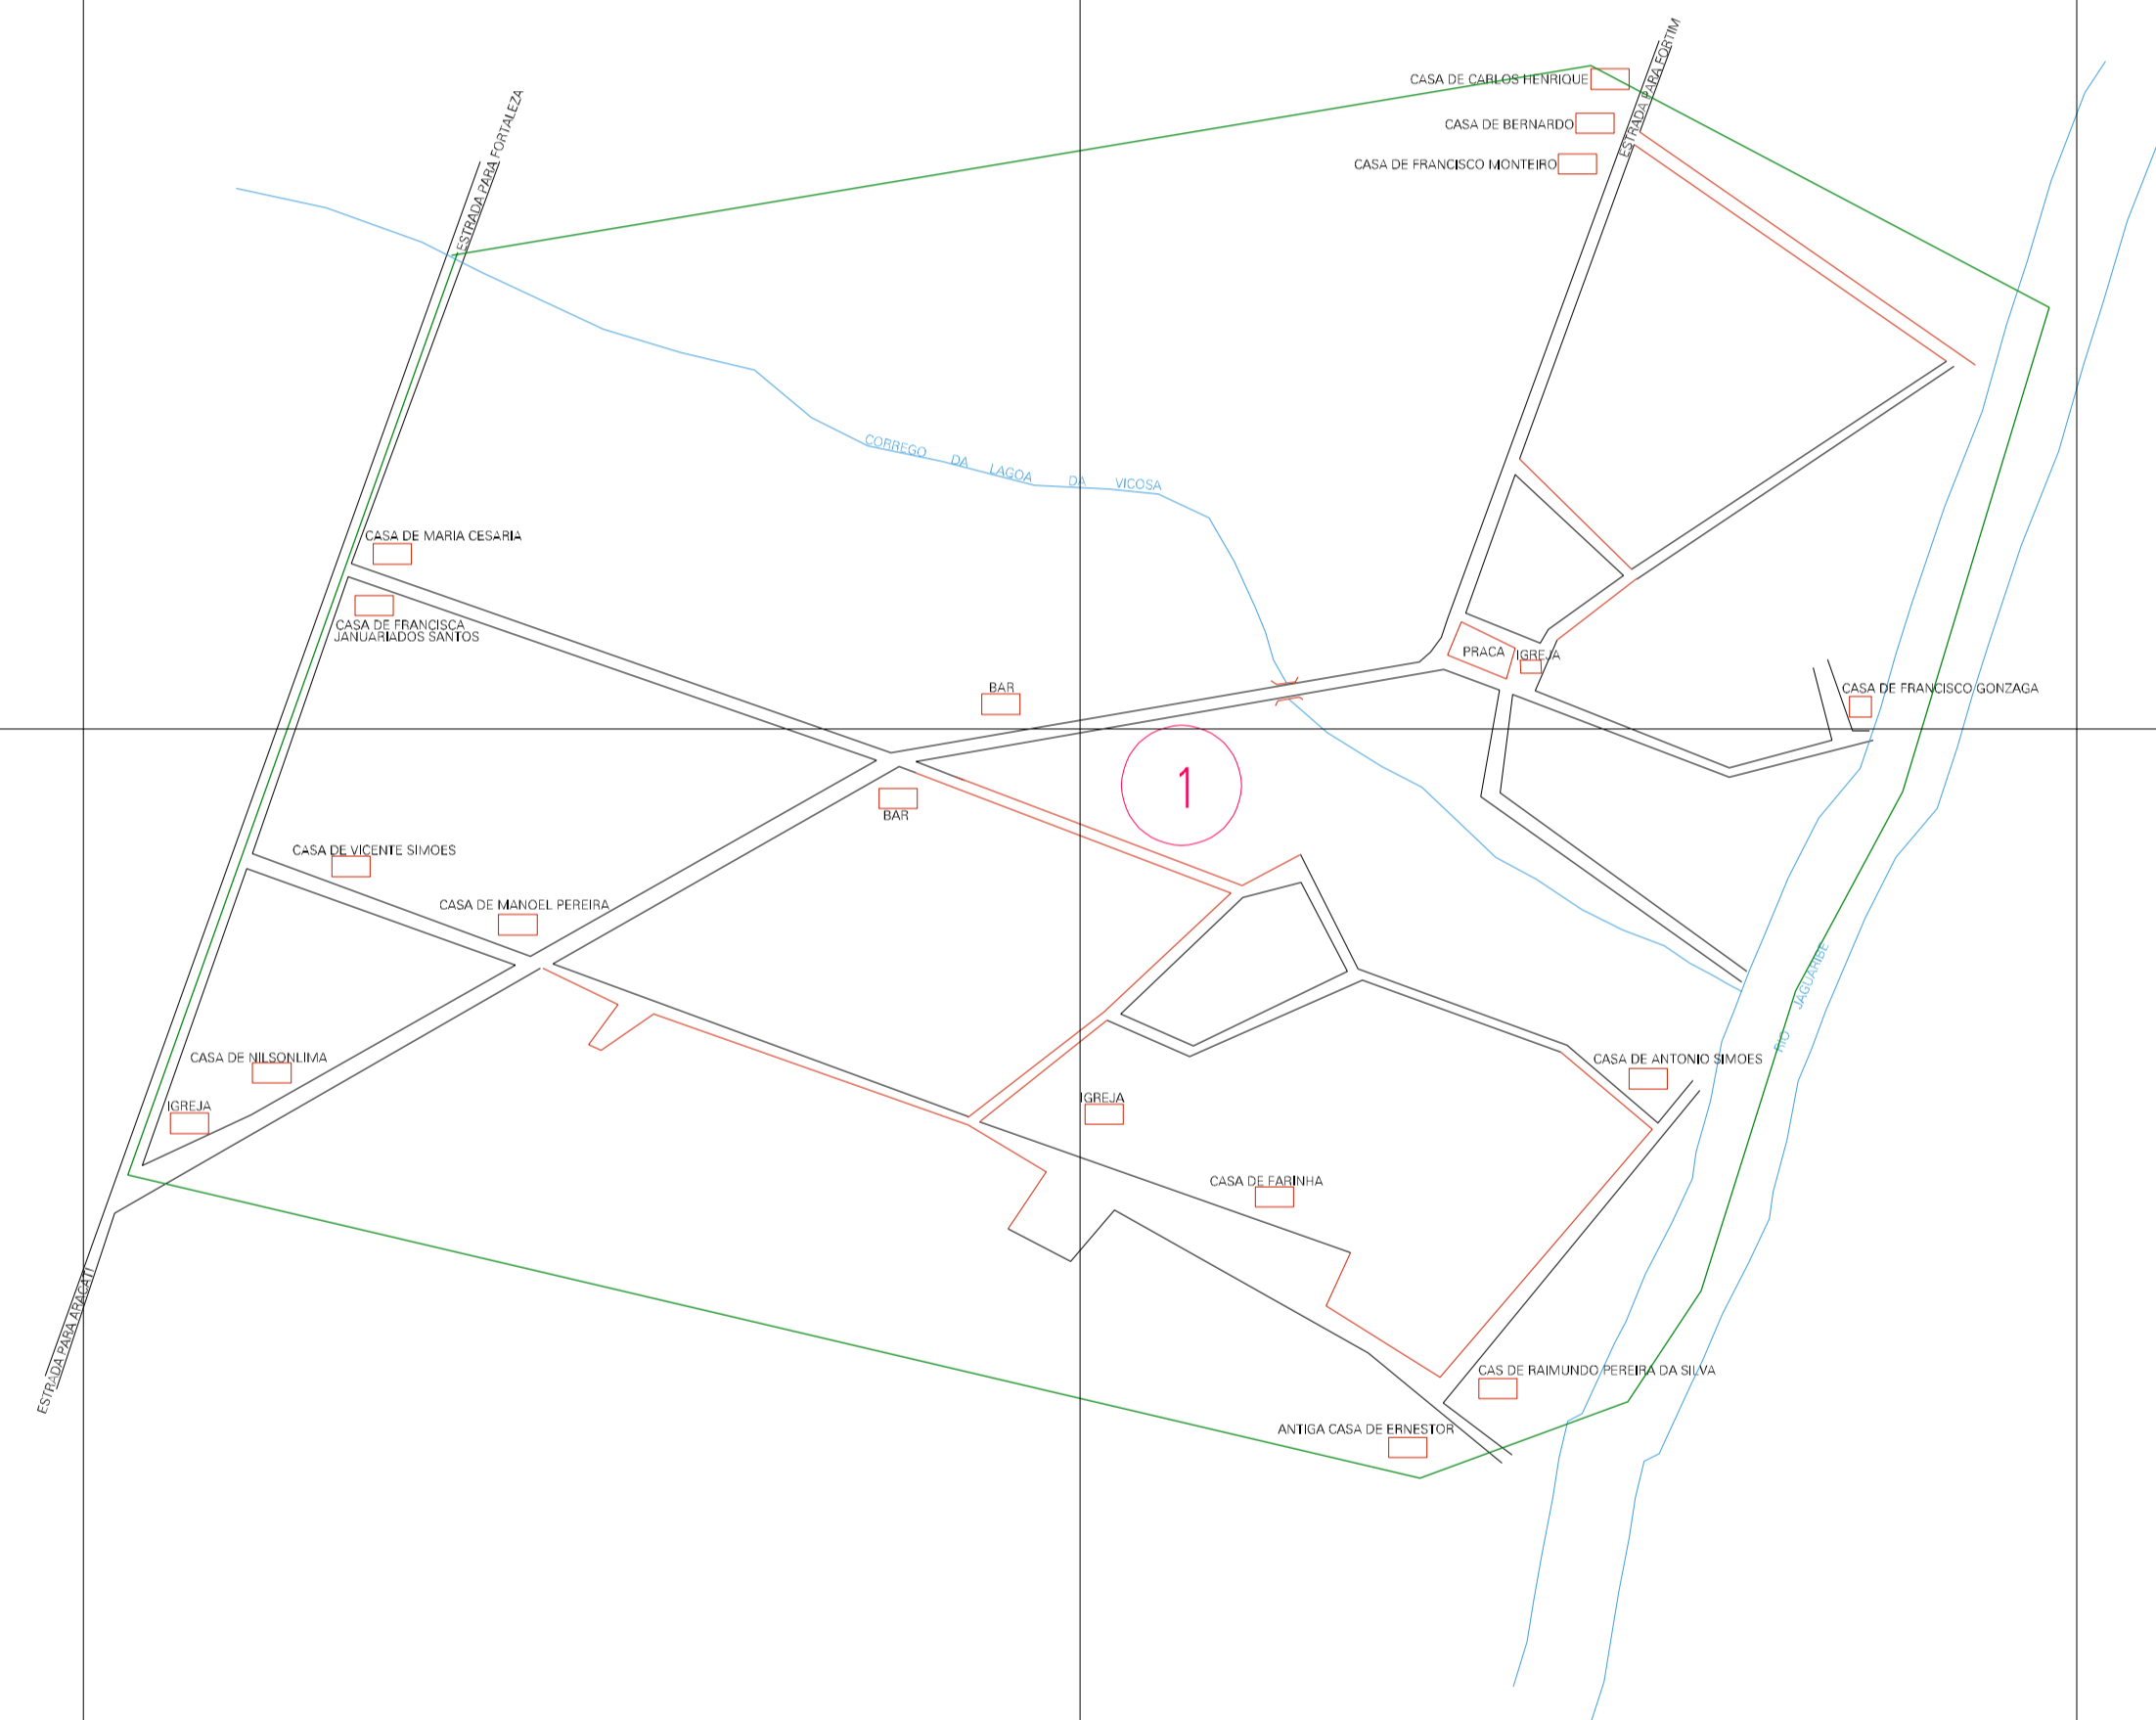 ESTRADA PARA FORTIM
CASA DE CARLOS HENRIQUE
CASA DE BERNARDO
CASA DE FRANCISCO MONTEIRO
ESTRADA PARA FORTALEZA
CORREGO DA LAGOA DA VICOSA
CASA DE MARIA CESARIA
CASA DE FRANCISCA
JANUARIADOS SANTOS
PRACA
IGREJA
BAR
CASA DE FRANCISCO GONZAGA
1
BAR
CASA DE VICENTE SIMOES
CASA DE MANOEL PEREIRA
RIO JAGUARIBE
CASA DE NILSONLIMA
CASA DE ANTONIO SIMOES
IGREJA
IGREJA
CASA DE FARINHA
ESTRADA PARA ARACATI
CAS DE RAIMUNDO PEREIRA DA SILVA
ANTIGA CASA DE ERNESTOR